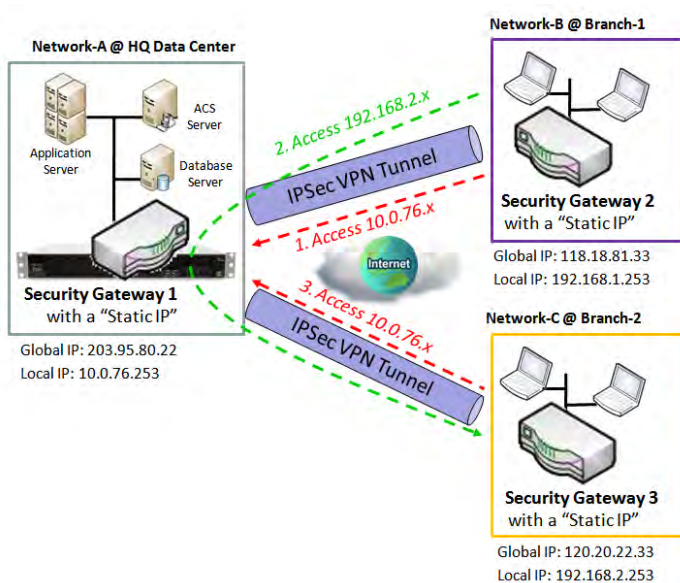 Network-A @ HQ Data Center
ACS
Server
Application
Server
Database
Server
Security Gateway 1
with a “Static IP”
Global IP: 203.95.80.22
Local IP: 10.0.76.253
2. Access 192.168.2.x
IPSec VPN Tunnel
1. Access 10.0.76.x
Internet
3. Access 10.0.76.x
IPSec VPN Tunnel
Network-B @ Branch-1
Security Gateway 2
with a “Static IP”
Global IP: 118.18.81.33
Local IP: 192.168.1.253
Network-C @ Branch-2
Security Gateway 3
with a “Static IP”
Global IP: 120.20.22.33
Local IP: 192.168.2.253